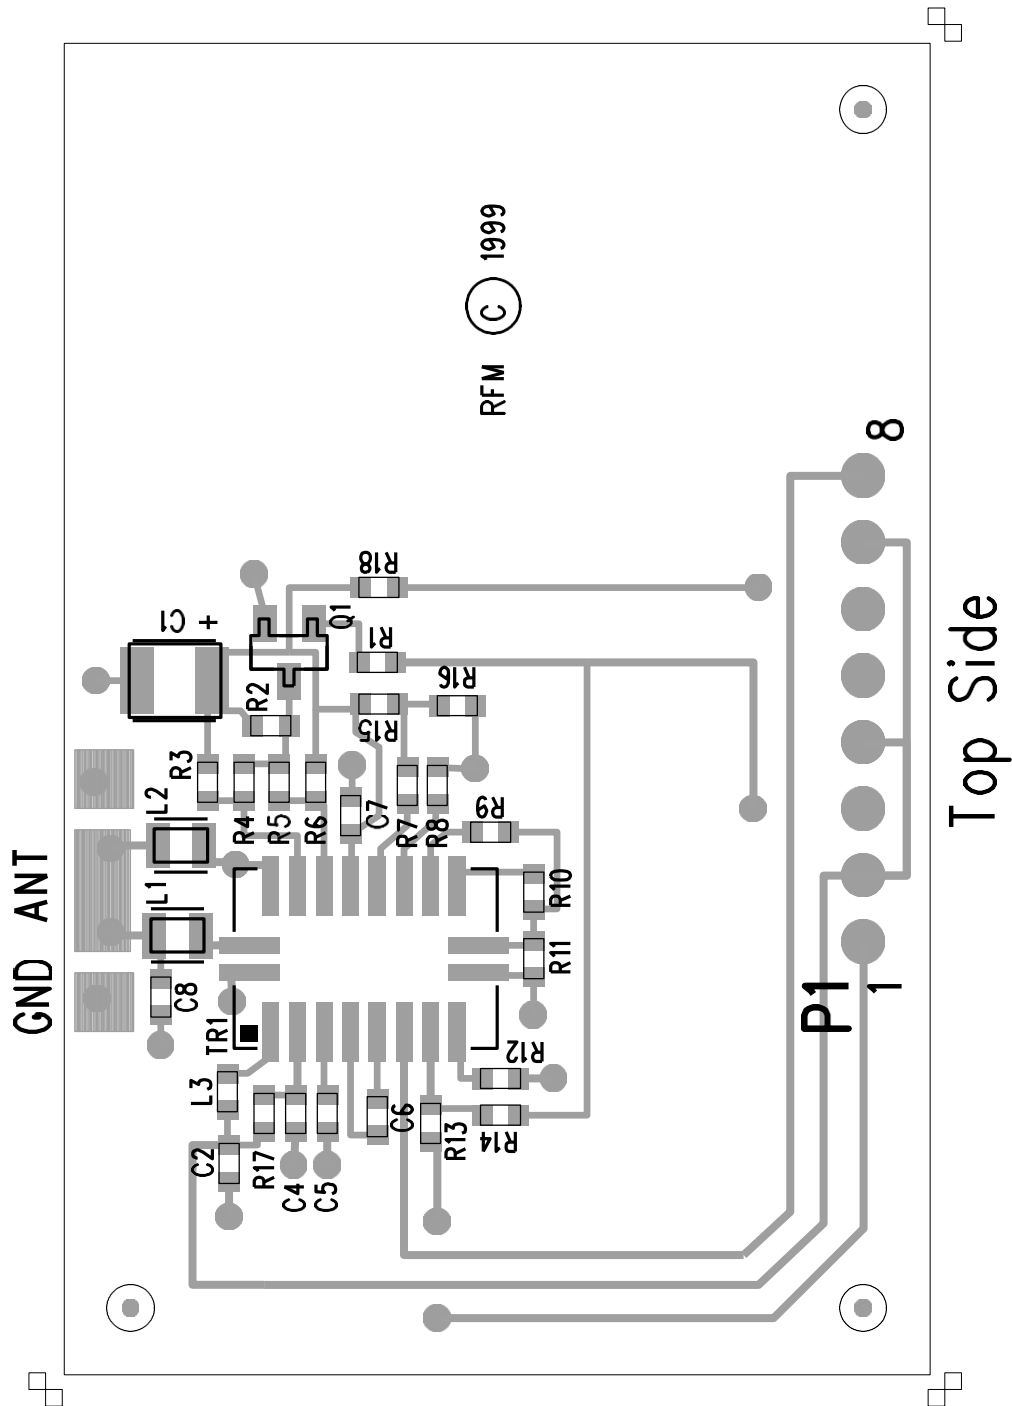 RFM © 1999
8
R18
C1 +
Q1
R1
R16
R2
R15
R3
L2
R4
R5
R6
C7
R7
R8
R9
Top Side
GND ANT
L1
R10
R11
C8
TR1
P1
1
R12
L3
C6
R13
R14
C2
R17
C4
C5